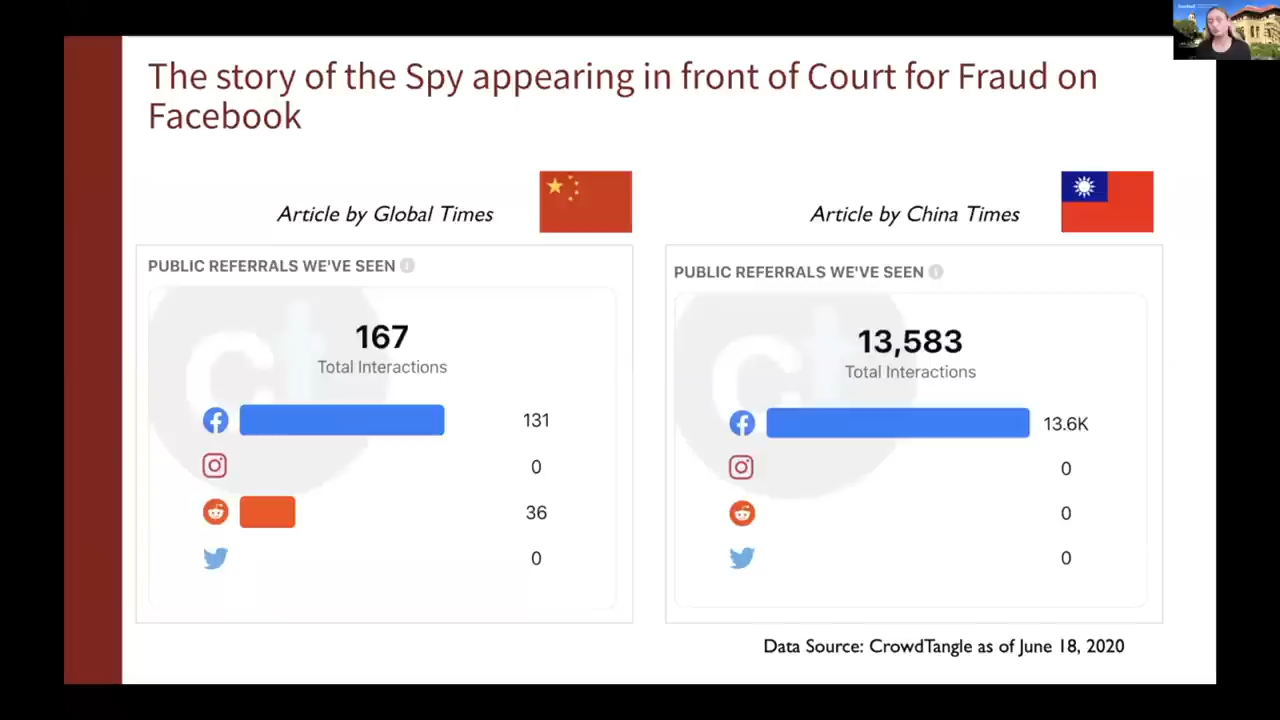 The story of the Spy appearing in front of Court for Fraud on
Facebook
Article by Global Times
PUBLIC REFERRALS WE'VE SEEN
167
Total Interactions
131
0
36
0
Article by China Times
PUBLIC REFERRALS WE'VE SEEN
13,583
Total Interactions
13.6K
0
0
0
Data Source: CrowdTangle as of June 18, 2020